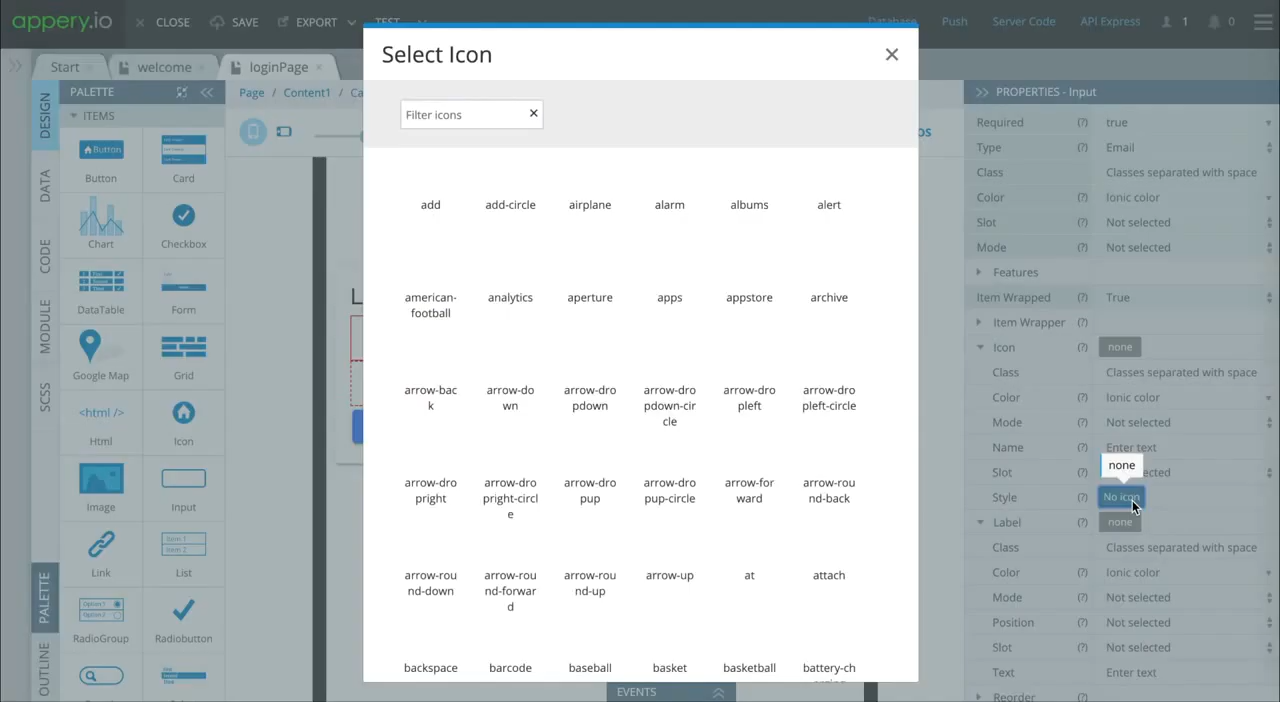 appery.io
CLOSE
SAVE
EXPORT
TEST
Database
Push
Server Code
API Express
1
0
Start
welcome
loginPage
DESIGN
DATA
CODE
MODULE
SCSS
PALETTE
OUTLINE
PALETTE
ITEMS
Button
Button
Card
Chart
Checkbox
DataTable
Form
Google Map
Grid
<html />
Html
Icon
Image
Input
Link
Item 1
Item 2
List
Option1
Option2
RadioGroup
Radiobutton
Page / Content1 /
Select Icon
Filter icons
add
add-circle
airplane
alarm
albums
alert
american-
football
analytics
aperture
apps
appstore
archive
arrow-bac
k
arrow-do
wn
arrow-dro
pdown
arrow-dro
pdown-cir
cle
arrow-dro
pleft
arrow-dro
pleft-circle
arrow-dro
pright
arrow-dro
pright-circl
e
arrow-dro
pup
arrow-dro
pup-circle
arrow-for
ward
arrow-rou
nd-back
arrow-rou
nd-down
arrow-rou
nd-forwar
d
arrow-rou
nd-up
arrow-up
at
attach
backspace
barcode
baseball
basket
basketball
battery-ch
EVENTS
PROPERTIES - Input
Required (?) true
Type (?) Email
Class Classes separated with space
Color (?) Ionic color
Slot (?) Not selected
Mode (?) Not selected
Features (?)
Item Wrapped (?) True
Item Wrapper (?)
Icon (?) none
Class (?) Classes separated with space
Color (?) Ionic color
Mode (?) Not selected
Name (?) Enter text
none
Slot (?)
Style (?) No icon
Label (?) none
Class (?) Classes separated with space
Color (?) Ionic color
Mode (?) Not selected
Position (?) Not selected
Slot (?) Not selected
Text (?) Enter text
Reorder (?)